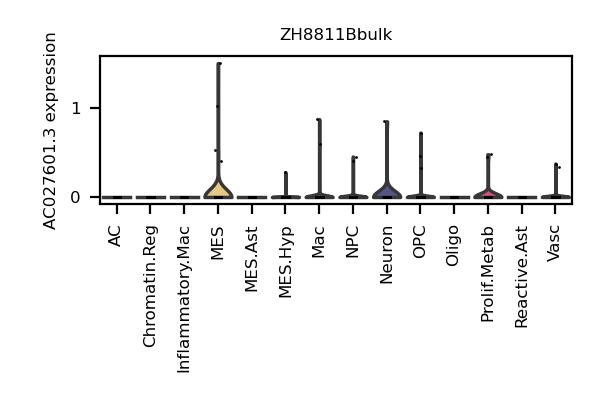 ZH8811Bbulk
AC027601.3 expression
1
0
AC
Chromatin.Reg
Inflammatory.Mac
MES
MES.Ast
MES.Hyp
Mac
NPC
Neuron
OPC
Oligo
Prolif.Metab
Reactive.Ast
Vasc